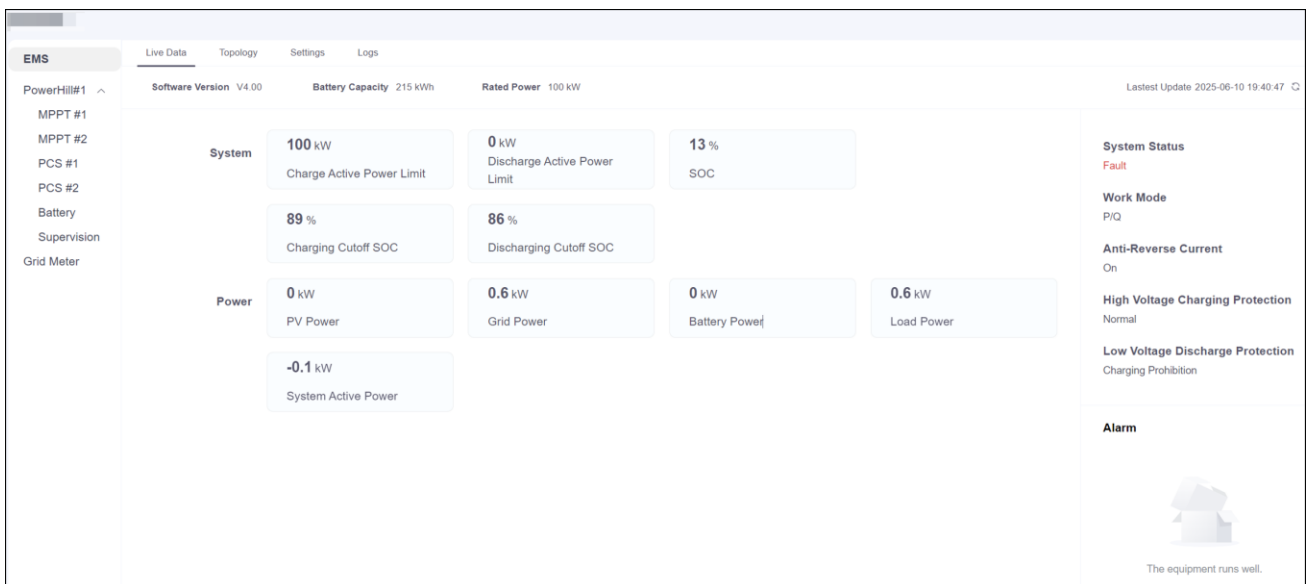 EMS
Live Data Topology Settings Logs
PowerHill#1
MPPT #1
MPPT #2
PCS #1
PCS #2
Battery
Supervision
Grid Meter
Software Version V4.00 Battery Capacity 215 kWh Rated Power 100 kW Lastest Update 2025-06-10 19:40:47
System
100 kW
Charge Active Power Limit
0 kW
Discharge Active Power
Limit
13 %
SOC
89 %
Charging Cutoff SOC
86 %
Discharging Cutoff SOC
Power
0 kW
PV Power
0.6 kW
Grid Power
0 kW
Battery Power
0.6 kW
Load Power
-0.1 kW
System Active Power
System Status
Fault
Work Mode
P/Q
Anti-Reverse Current
On
High Voltage Charging Protection
Normal
Low Voltage Discharge Protection
Charging Prohibition
Alarm
The equipment runs well.